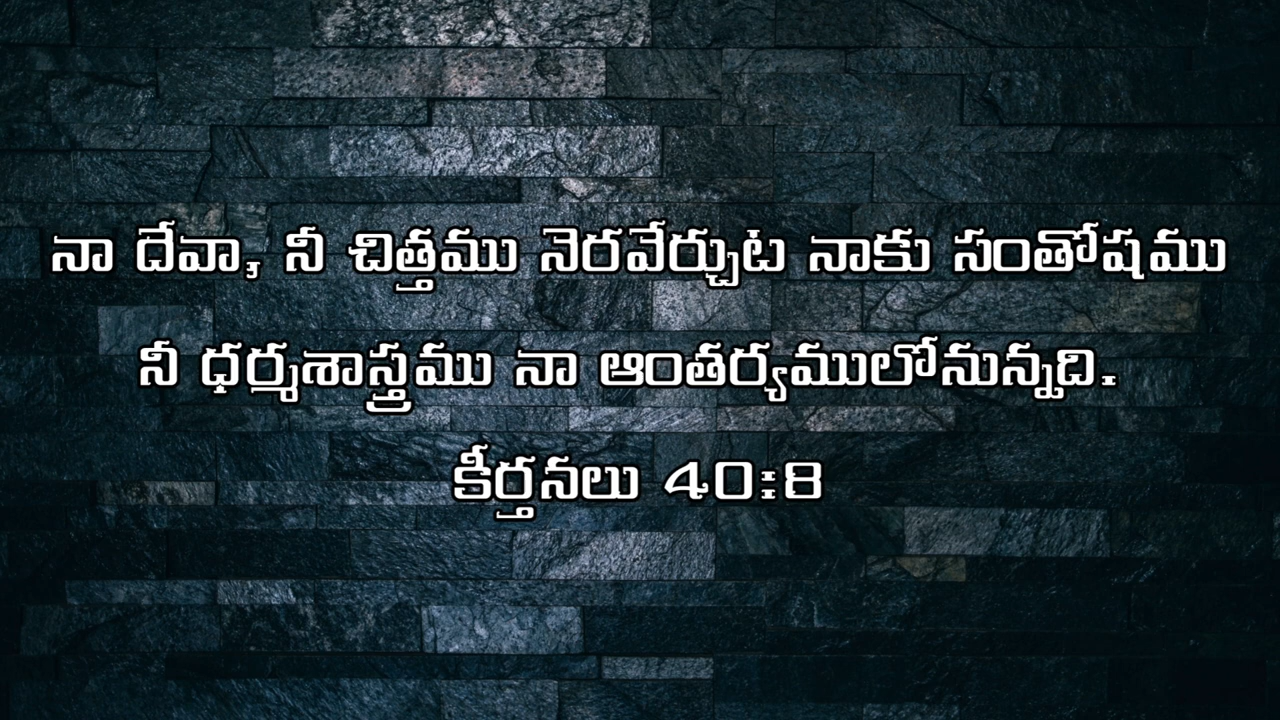 నా దేవా, నీ చిత్తము నెరవేర్చుట నాకు సంతోషము
నీ ధర్మశాస్త్రము నా ఆంతర్యములోనున్నది.
కీర్తనలు 40:8